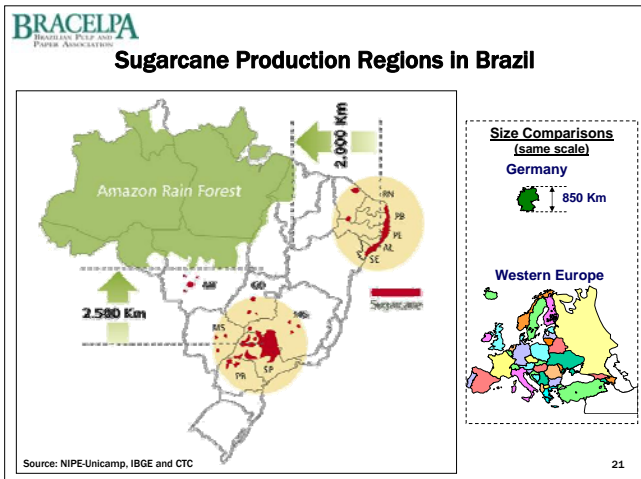 BRACELPA
BRAZILIAN PULP AND
PAPER ASSOCIATION
Sugarcane Production Regions in Brazil
2.000 Km
Amazon Rain Forest
RN
PB
PE
AL
SE
2.500 Km
MT
GO
Sugarcane
MS
MG
SP
PR
Source: NIPE-Unicamp, IBGE and CTC
Size Comparisons
(same scale)
Germany
850 Km
Western Europe
21